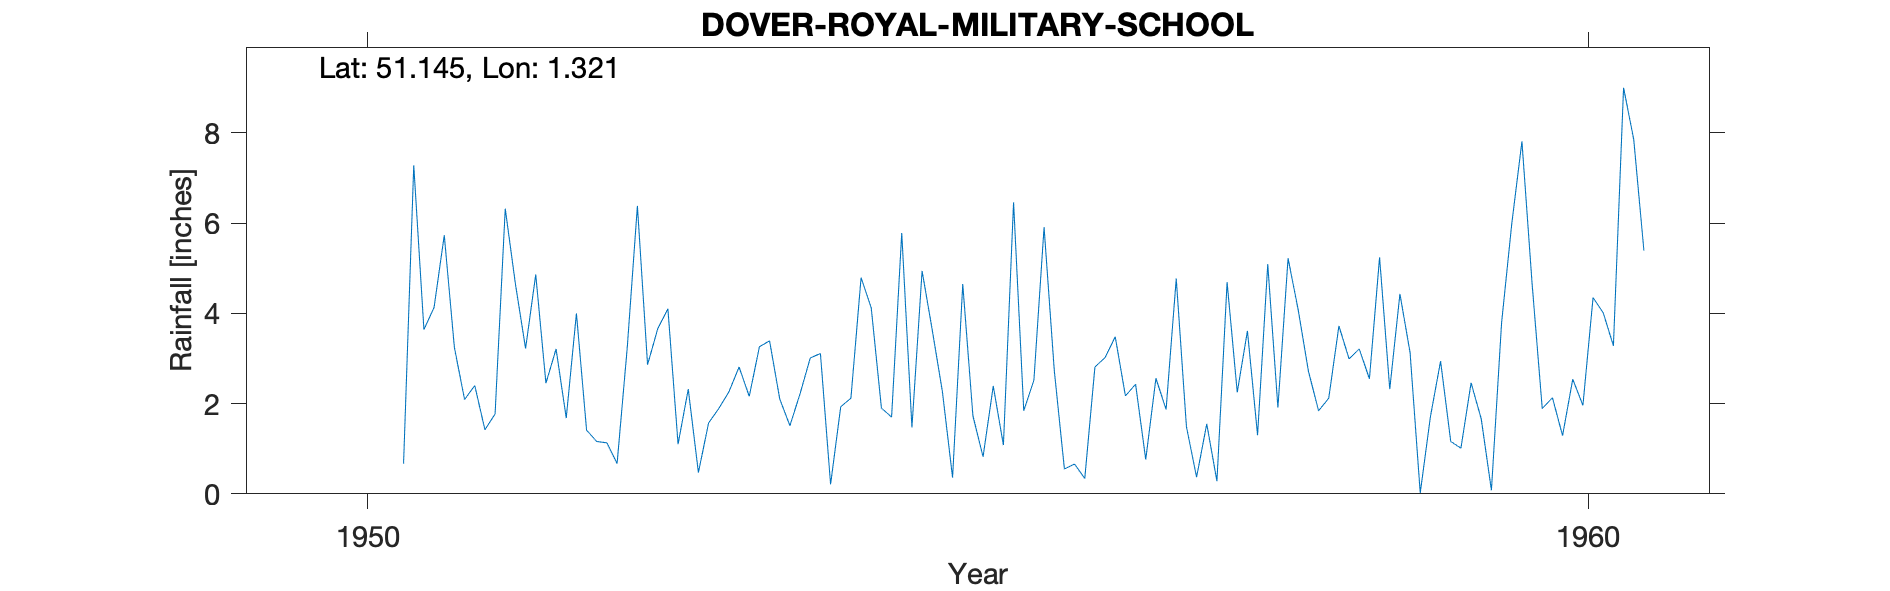 DOVER-ROYAL-MILITARY-SCHOOL
Lat: 51.145, Lon: 1.321
8
6
4
2
0
Rainfall [inches]
1950
1960
Year